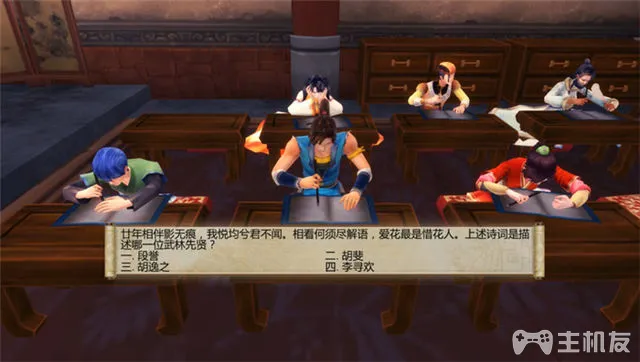 廿年相伴影无痕，我悦均兮君不闻。相看何须尽解语，爱花最是惜花人。上述诗词是描
述哪一位武林先贤？
一. 段誉 二. 胡斐
三. 胡逸之 四. 李寻欢
主机友